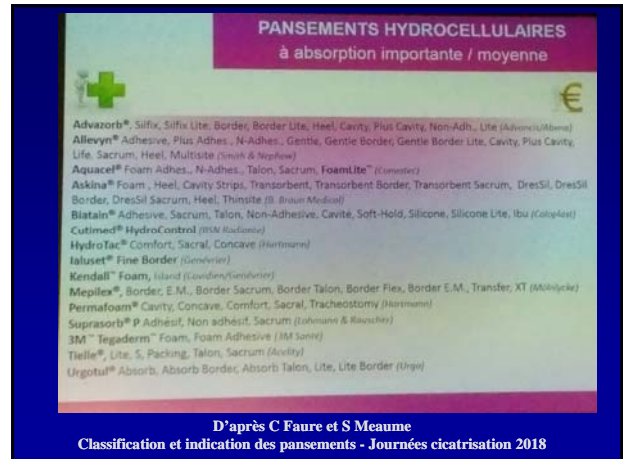 PANSEMENTS HYDROCELLULAIRES
à absorption importante / moyenne
€
Advazorb®, Silfix, Silfix Lite, Border, Border Lite, Heel, Cavity, Plus Cavity, Non-Adh., Lite (Advancis/Abena)
Allevyn® Adhesive, Plus Adhes., N-Adhes., Gentle, Gentle Border, Gentle Border Lite, Cavity, Plus Cavity,
Life, Sacrum, Heel, Multisite (Smith & Nephew)
Aquacel® Foam Adhes., N-Adhes., Talon, Sacrum, FoamLite™ (Convatec)
Askina® Foam , Heel, Cavity Strips, Transorbent, Transorbent Border, Transorbent Sacrum, DresSil, DresSil
Border, DresSil Sacrum, Heel, Thinsite (B. Braun Medical)
Biatain® Adhesive, Sacrum, Talon, Non-Adhesive, Cavité, Soft-Hold, Silicone, Silicone Lite, Ibu (Coloplast)
Cutimed® HydroControl (BSN Radiance)
HydroTac® Comfort, Sacral, Concave (Hartmann)
Ialuset® Fine Border (Genévrier)
Kendall™ Foam, Island (Covidien/Genévrier)
Mepilex®, Border, E.M., Border Sacrum, Border Talon, Border Flex, Border E.M., Transfer, XT (Mölnlycke)
Permafoam® Cavity, Concave, Comfort, Sacral, Tracheostomy (Hartmann)
Suprasorb® P Adhésif, Non adhésif, Sacrum (Lohmann & Rauscher)
3M™ Tegaderm™ Foam, Foam Adhesive (3M Santé)
Tielle®, Lite, S, Packing, Talon, Sacrum (Acelity)
Urgotul® Absorb, Absorb Border, Absorb Talon, Lite, Lite Border (Urgo)
D'après C Faure et S Meaume
Classification et indication des pansements - Journées cicatrisation 2018